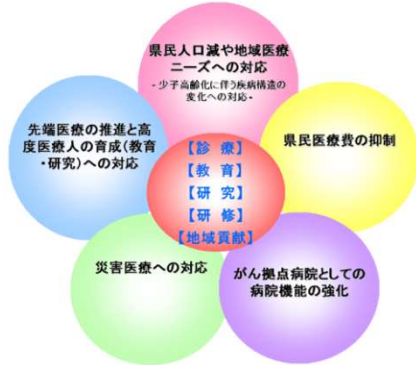 県民人口減や地域医療
ニーズへの対応
- 少子高齢化に伴う疾病構造の
変化への対応 -
先端医療の推進と高
度医療人の育成(教育
・研究)への対応
県民医療費の抑制
【診 療】
【教 育】
【研 究】
【研 修】
【地域貢献】
災害医療への対応
がん拠点病院としての
病院機能の強化